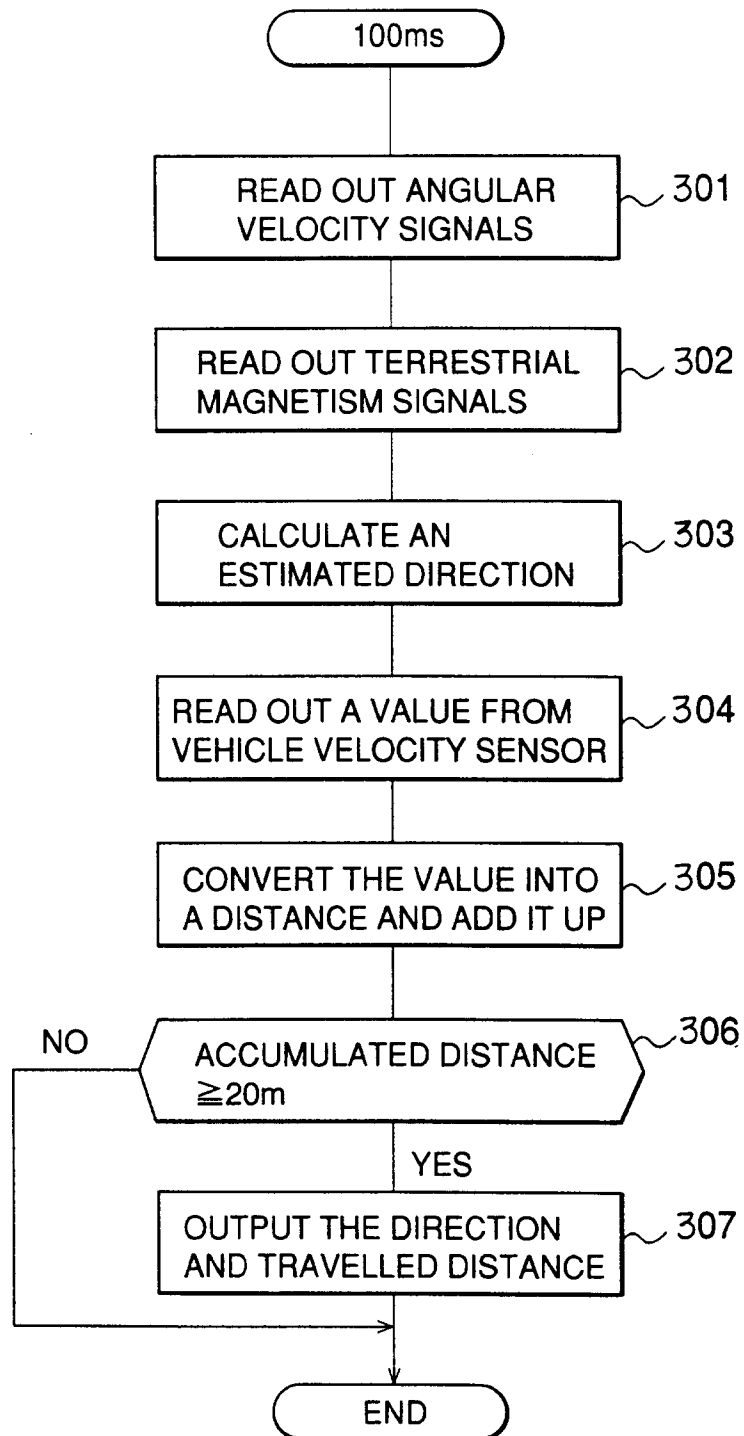 100ms
READ OUT ANGULAR
VELOCITY SIGNALS
301
READ OUT TERRESTRIAL
MAGNETISM SIGNALS
302
CALCULATE AN
ESTIMATED DIRECTION
303
READ OUT A VALUE FROM
VEHICLE VELOCITY SENSOR
304
CONVERT THE VALUE INTO
A DISTANCE AND ADD IT UP
305
NO
ACCUMULATED DISTANCE
≧20m
306
YES
OUTPUT THE DIRECTION
AND TRAVELLED DISTANCE
307
END